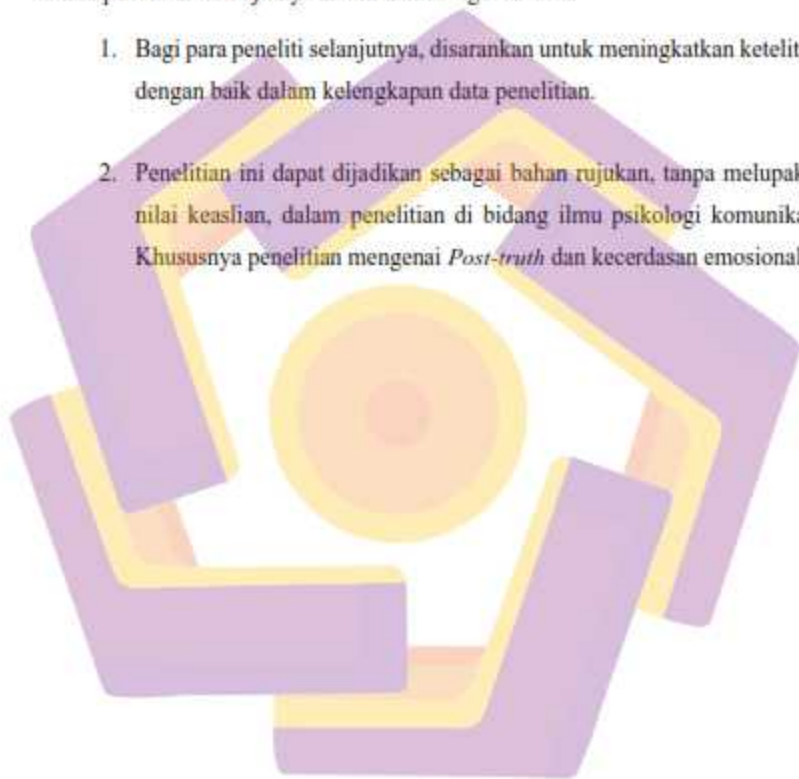 1. Bagi para peneliti selanjutnya, disarankan untuk meningkatkan ketelit
dengan baik dalam kelengkapan data penelitian.
2. Penelitian ini dapat dijadikan sebagai bahan rujukan, tanpa melupak
nilai keaslian, dalam penelitian di bidang ilmu psikologi komunika
Khususnya penelitian mengenai Post-truth dan kecerdasan emosional